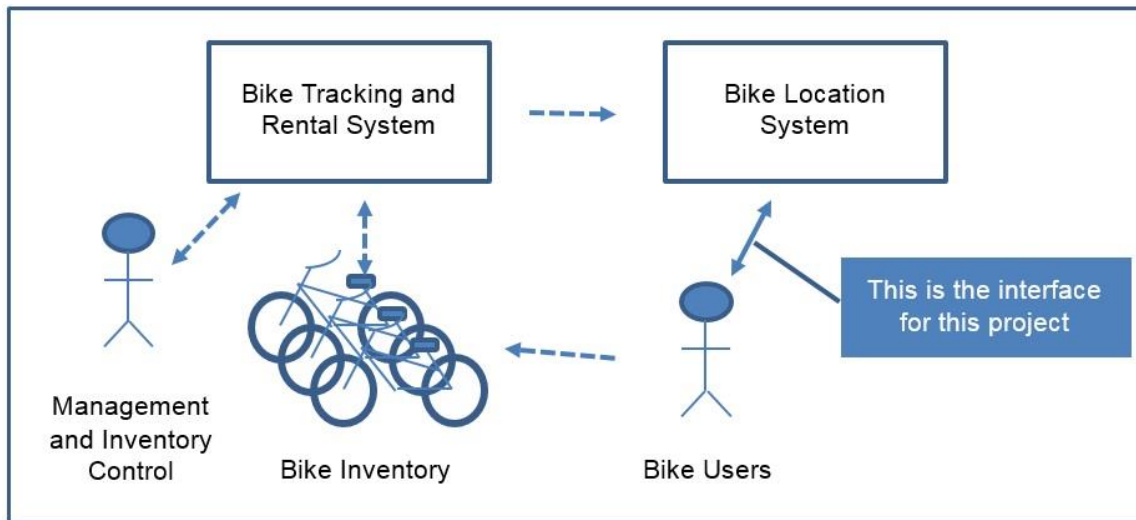 Bike Tracking and
Rental System
Bike Location
System
This is the interface
for this project
Management
and Inventory
Control
Bike Inventory
Bike Users